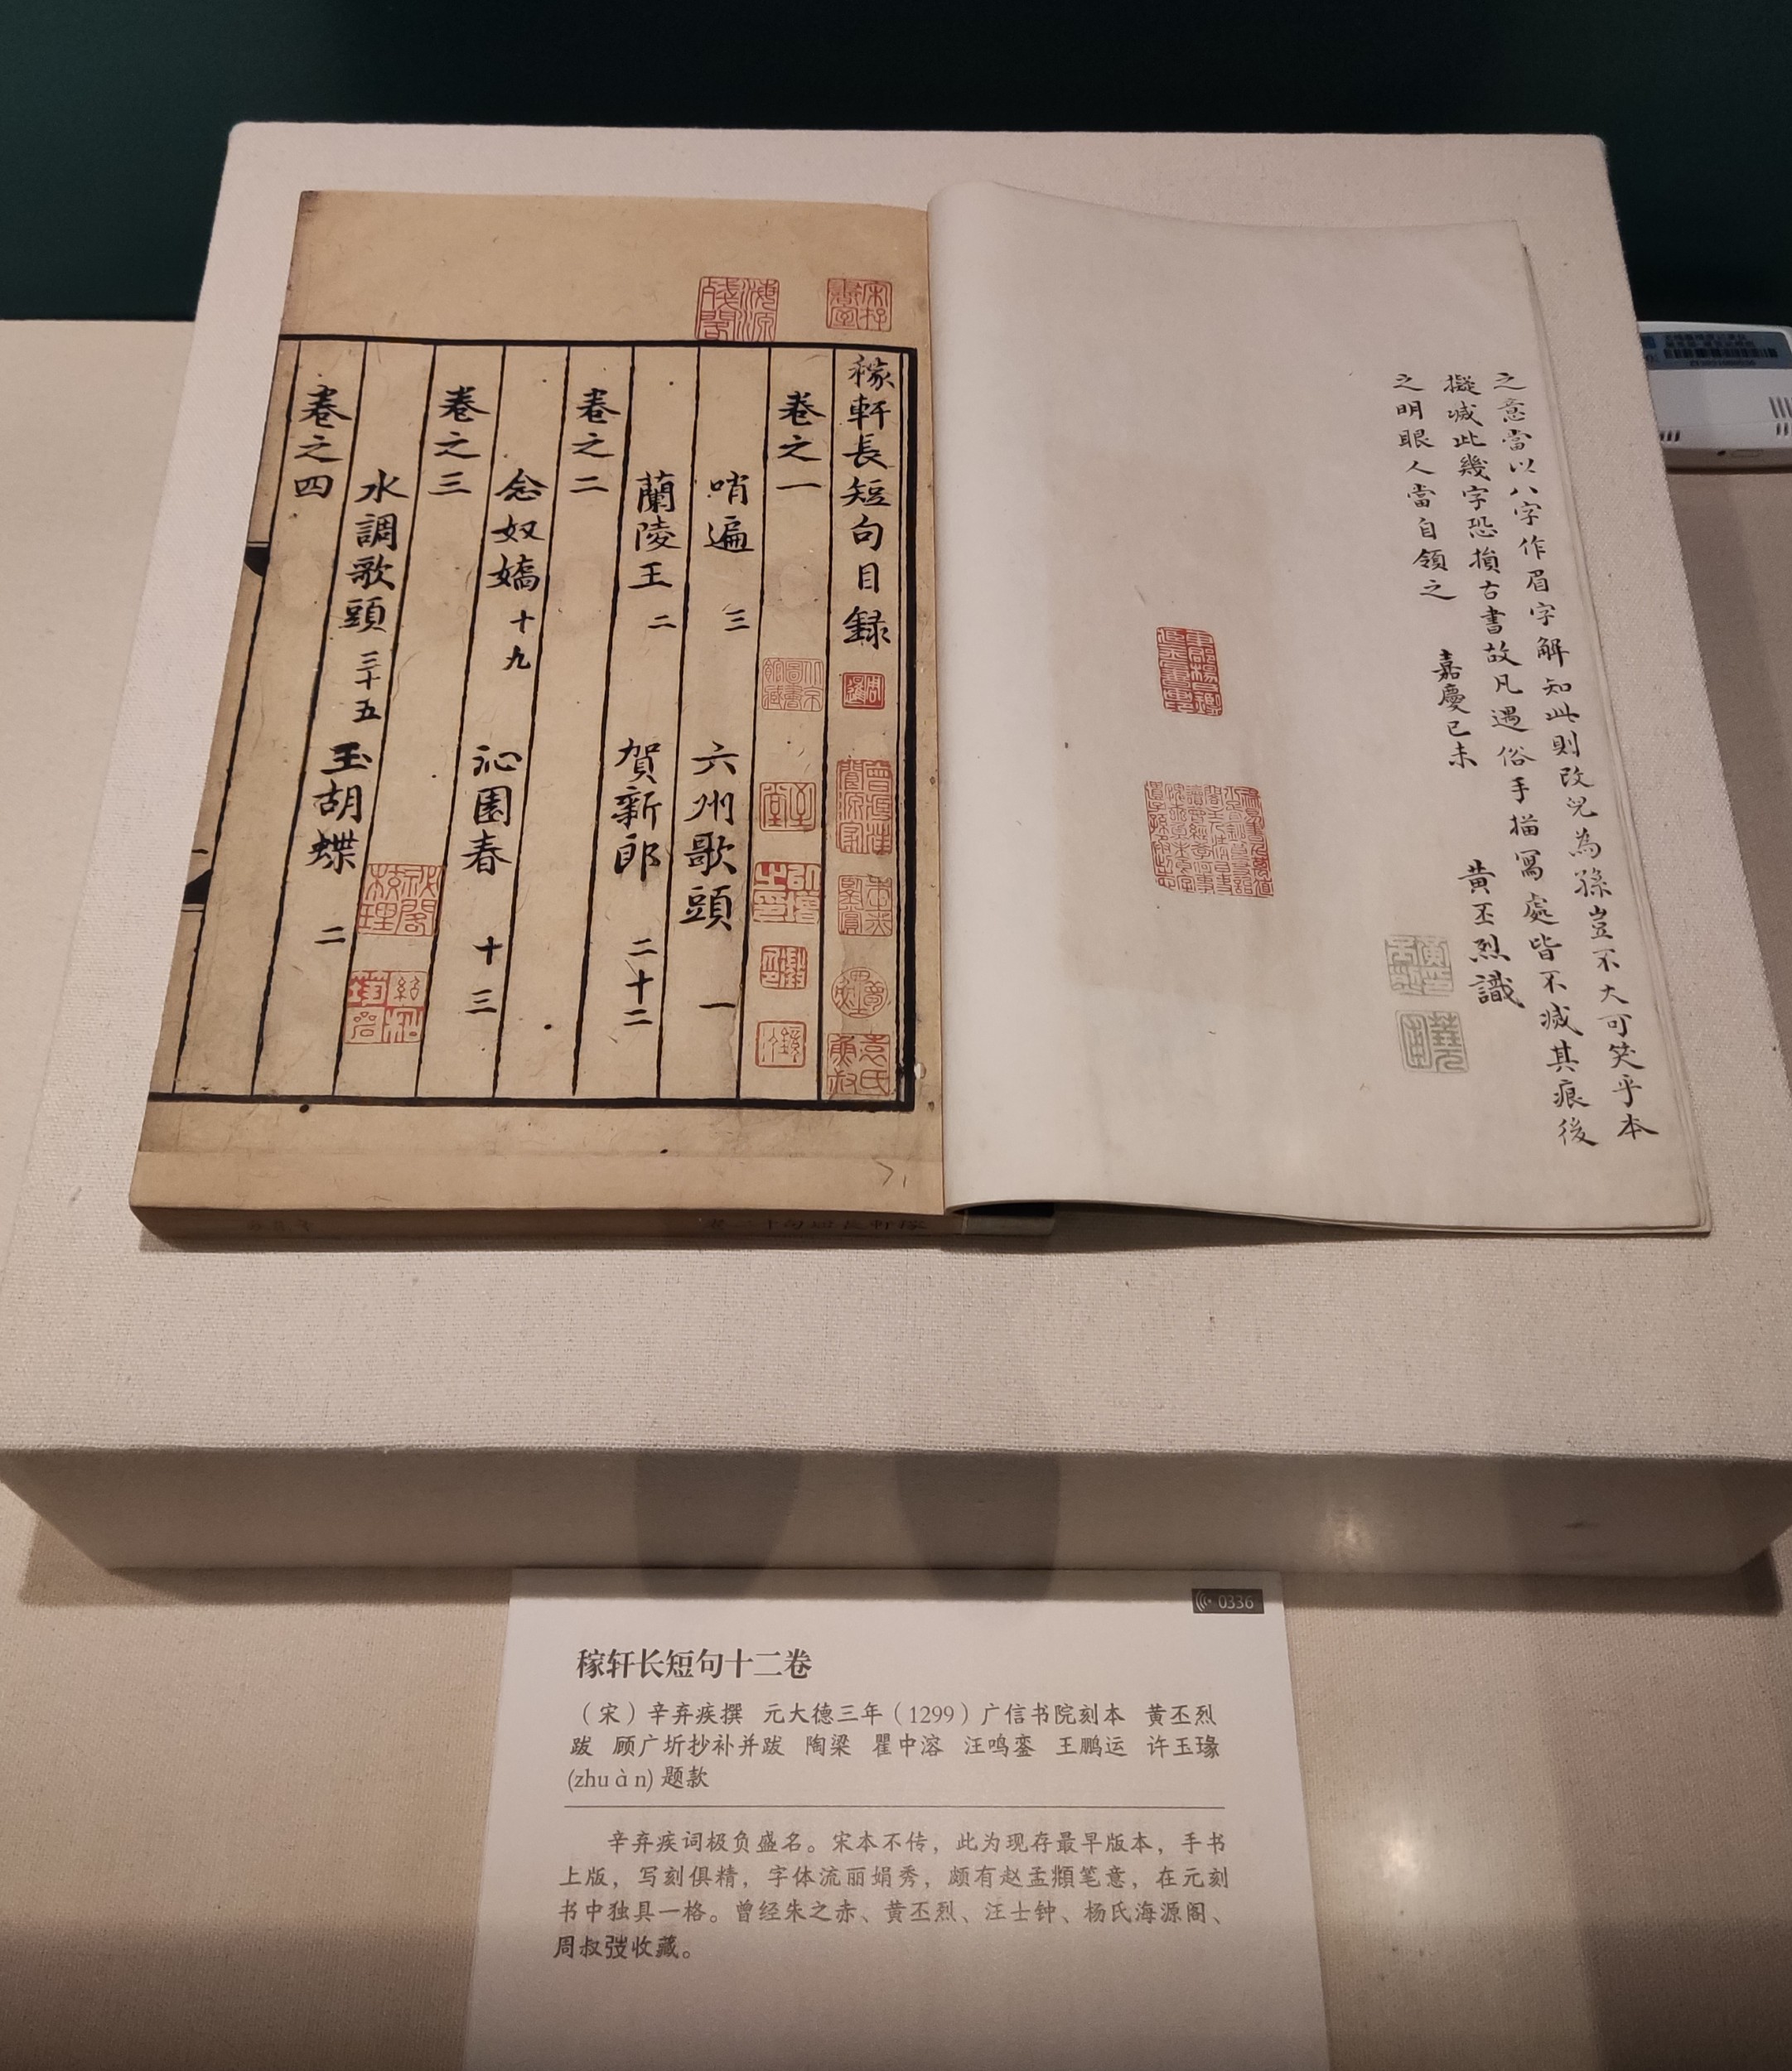 之意當以八字作眉字解知此則改兒為孫豈不大可笑乎本
擬滅此幾字恐損古書故凡遇俗手描寫處皆不滅其痕後
之明眼人當自領之
嘉慶己未
黃丕烈識
稼軒長短句目録
卷之一
哨遍 三 六州歌頭 一
蘭陵王 二 賀新郎 二十二
卷之二
念奴嬌 十九 沁園春 十三
卷之三
水調歌頭 三十五 玉胡蝶 二
卷之四
0336
稼轩长短句十二卷
（宋）辛弃疾撰 元大德三年（1299）广信书院刻本 黄丕烈
跋 顾广圻抄补并跋 陶梁 瞿中溶 汪鸣銮 王鹏运 许玉瑑
(zhuàn) 题款
辛弃疾词极负盛名。宋本不传，此为现存最早版本，手书
上版，写刻俱精，字体流丽娟秀，颇有赵孟頫笔意，在元刻
书中独具一格。曾经朱之赤、黄丕烈、汪士钟、杨氏海源阁、
周叔弢收藏。